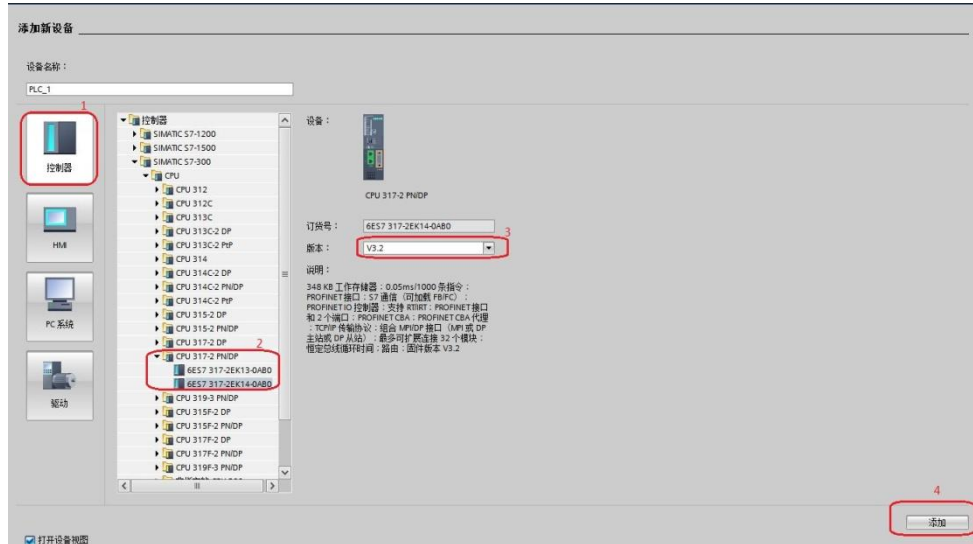 添加新设备
设备名称：
PLC_1
1
控制器
HMI
PC 系统
驱动
控制器
SIMATIC S7-1200
SIMATIC S7-1500
SIMATIC S7-300
CPU
CPU 312
CPU 312C
CPU 313C
CPU 313C-2 DP
CPU 313C-2 PtP
CPU 314
CPU 314C-2 DP
CPU 314C-2 PN/DP
CPU 314C-2 PtP
CPU 315-2 DP
CPU 315-2 PN/DP
CPU 317-2 DP
2
CPU 317-2 PN/DP
6ES7 317-2EK13-0AB0
6ES7 317-2EK14-0AB0
CPU 319-3 PN/DP
CPU 315F-2 DP
CPU 315F-2 PN/DP
CPU 317F-2 DP
CPU 317F-2 PN/DP
CPU 319F-3 PN/DP
设备：
CPU 317-2 PN/DP
订货号：
6ES7 317-2EK14-0AB0
3
版本：
V3.2
说明：
348 KB 工作存储器；0.05ms/1000 条指令；
PROFINET 接口；S7 通信（可加载 FB/FC）；
PROFINET IO 控制器；支持 RT/IRT；PROFINET 接口
和 2 个端口；PROFINET CBA；PROFINET CBA 代理
；TCP/IP 传输协议；组合 MPI/DP 接口（MPI 或 DP
主站或 DP 从站）；最多可扩展连接 32 个模块；
恒定总线循环时间；路由；固件版本 V3.2
4
添加
打开设备视图